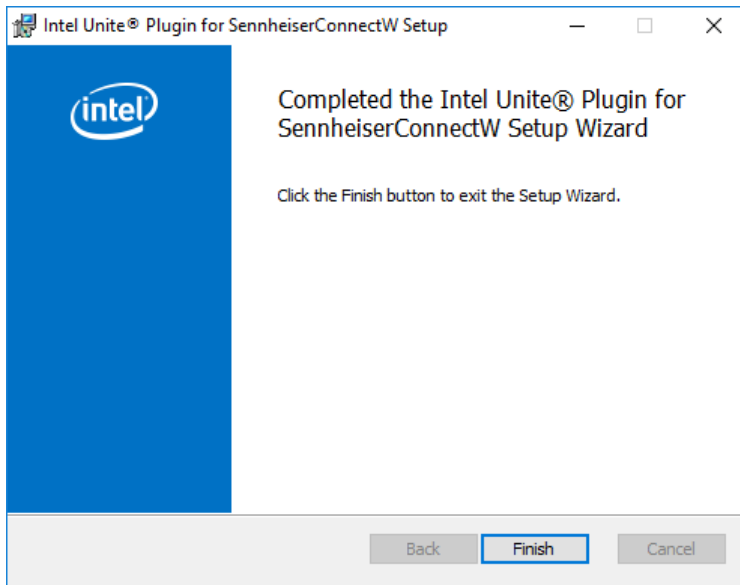 Intel Unite® Plugin for SennheiserConnectW Setup
intel
Completed the Intel Unite® Plugin for
SennheiserConnectW Setup Wizard
Click the Finish button to exit the Setup Wizard.
Back Finish Cancel